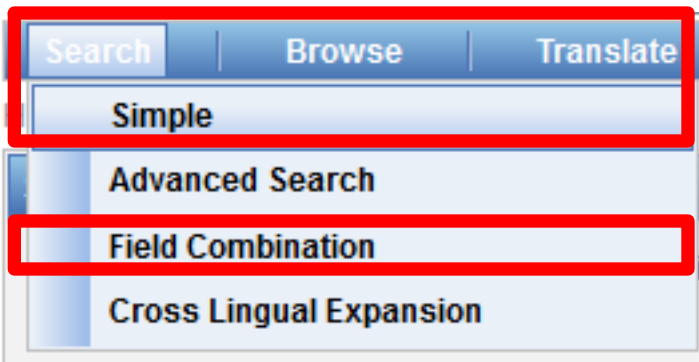 Search Browse Translate
Simple
Advanced Search
Field Combination
Cross Lingual Expansion